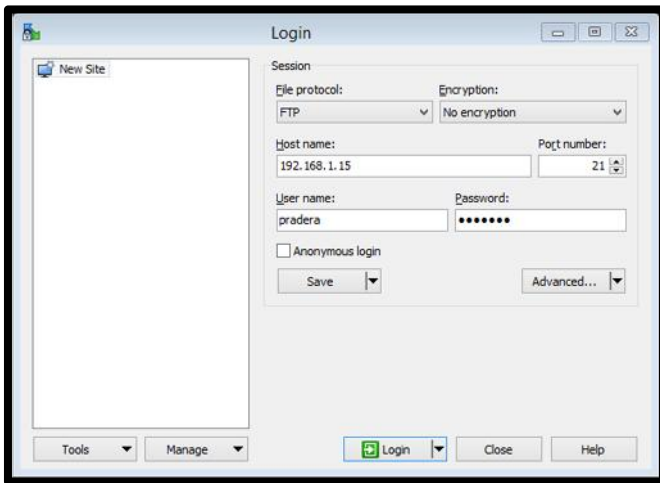 Login
New Site
Session
File protocol:
Encryption:
FTP
No encryption
Host name:
Port number:
192.168.1.15
21
User name:
Password:
pradera
•••••••
Anonymous login
Save
Advanced...
Tools
Manage
Login
Close
Help